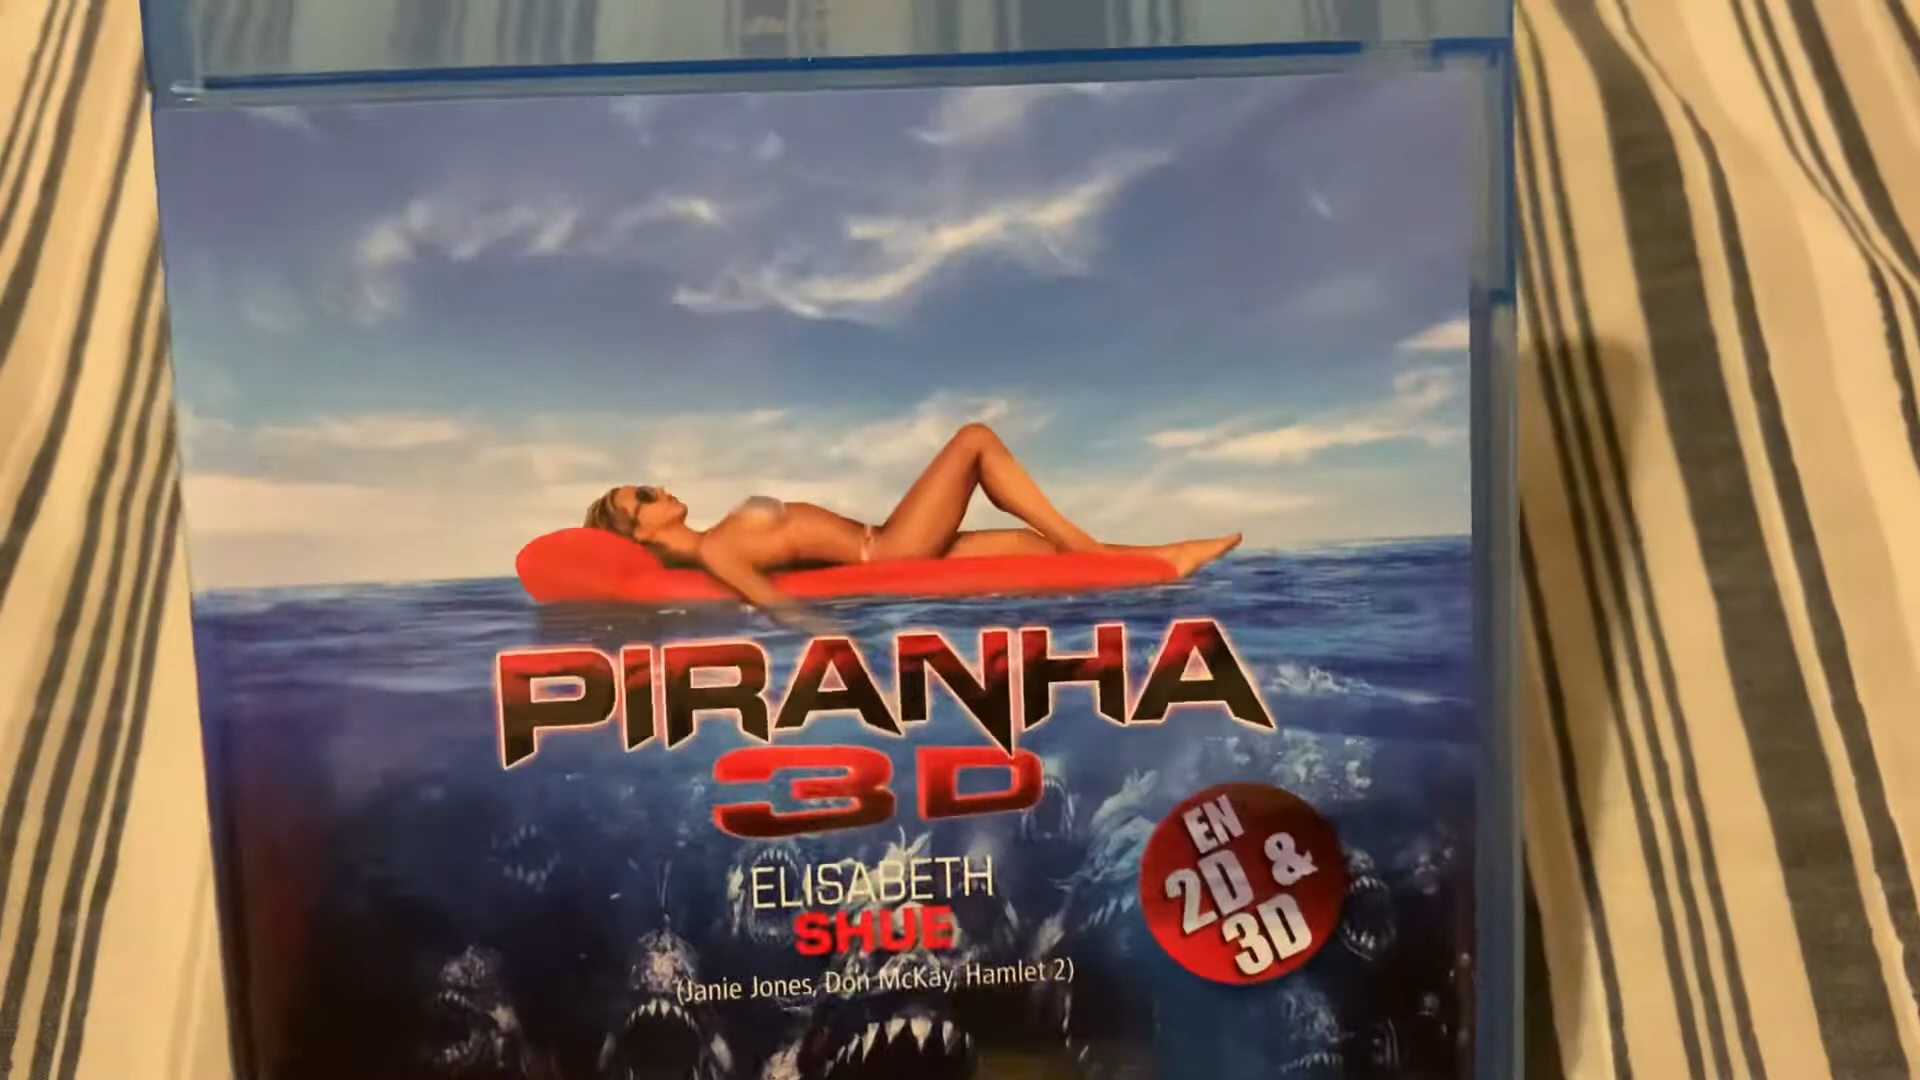 PIRANHA
3D
ELISABETH
SHUE
(Janie Jones, Don McKay, Hamlet 2)
EN
2D &
3D